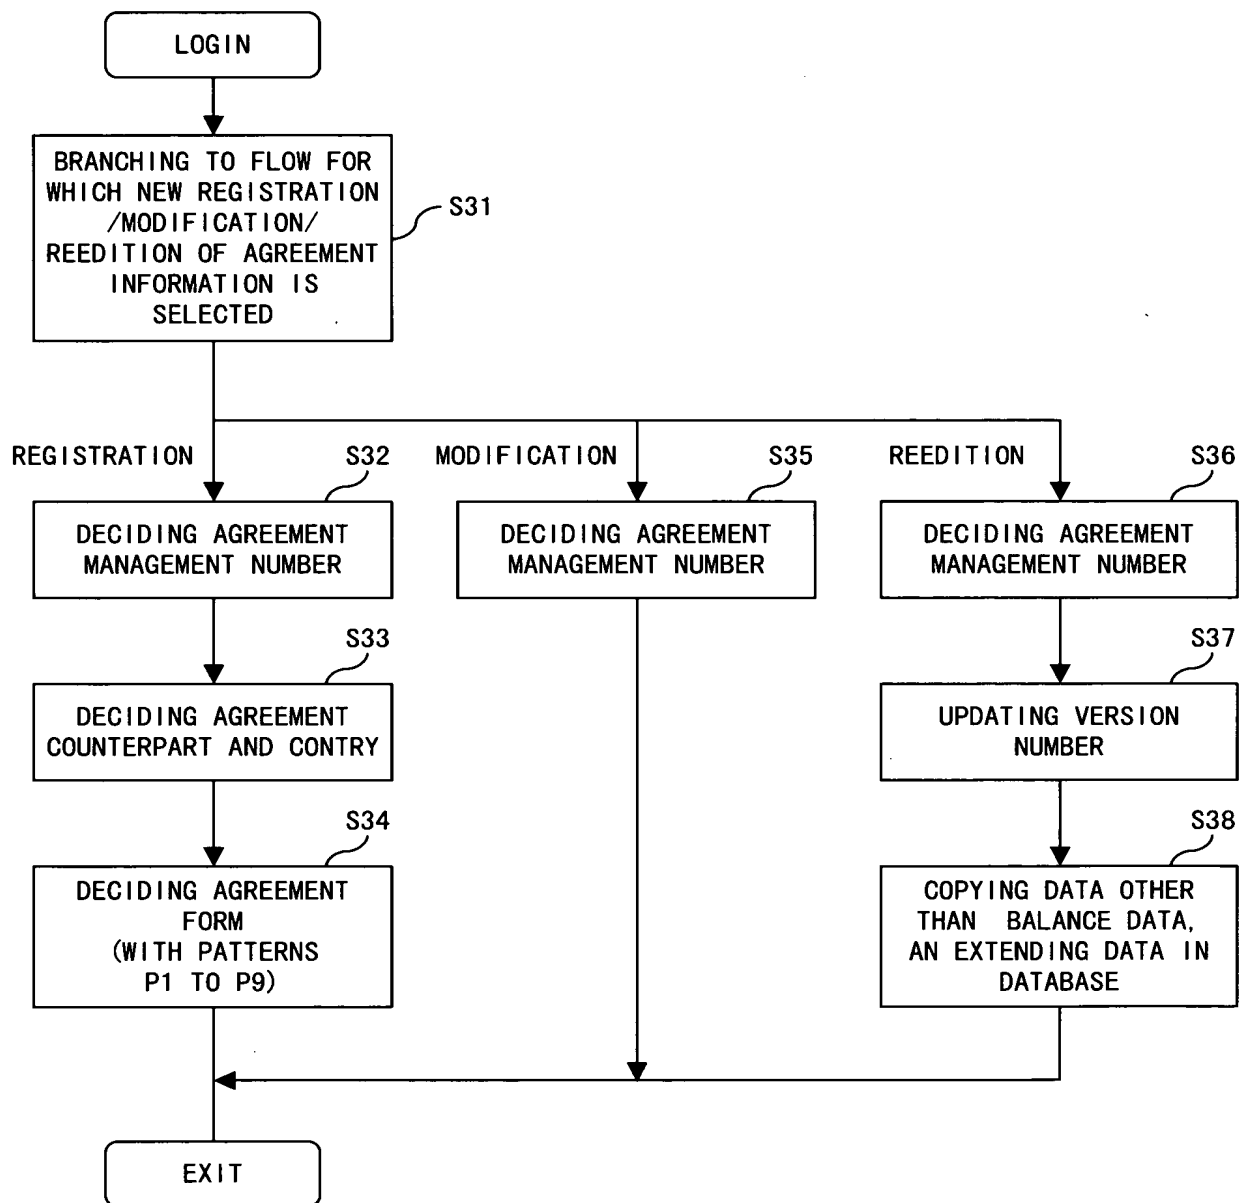 LOGIN
BRANCHING TO FLOW FOR
WHICH NEW REGISTRATION
/MODIFICATION/
REEDITION OF AGREEMENT
INFORMATION IS
SELECTED
S31
REGISTRATION
S32
MODIFICATION
S35
REEDITION
S36
DECIDING AGREEMENT
MANAGEMENT NUMBER
DECIDING AGREEMENT
MANAGEMENT NUMBER
DECIDING AGREEMENT
MANAGEMENT NUMBER
S33
S37
DECIDING AGREEMENT
COUNTERPART AND CONTRY
UPDATING VERSION
NUMBER
S34
S38
DECIDING AGREEMENT
FORM
(WITH PATTERNS
P1 TO P9)
COPYING DATA OTHER
THAN BALANCE DATA,
AN EXTENDING DATA IN
DATABASE
EXIT